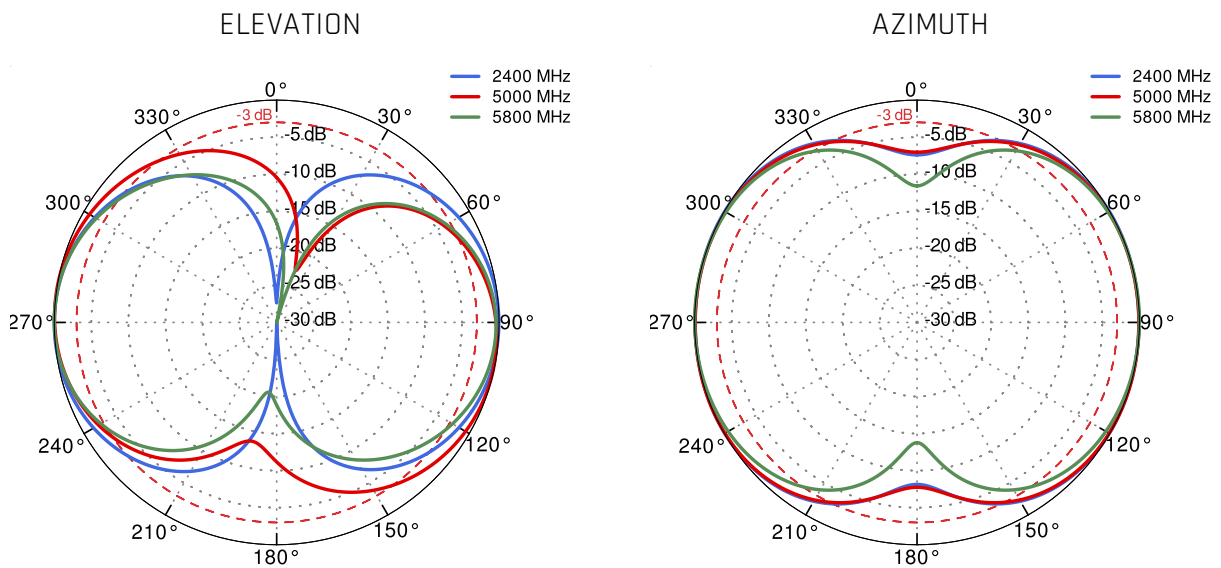 ELEVATION
2400 MHz
5000 MHz
5800 MHz
0°
-3 dB
330°
30°
-5 dB
-10 dB
300°
-15 dB
60°
-20 dB
-25 dB
270°
-30 dB
90°
240°
120°
210°
150°
180°
AZIMUTH
2400 MHz
5000 MHz
5800 MHz
0°
-3 dB
330°
30°
-5 dB
-10 dB
300°
-15 dB
60°
-20 dB
-25 dB
270°
-30 dB
90°
240°
120°
210°
150°
180°